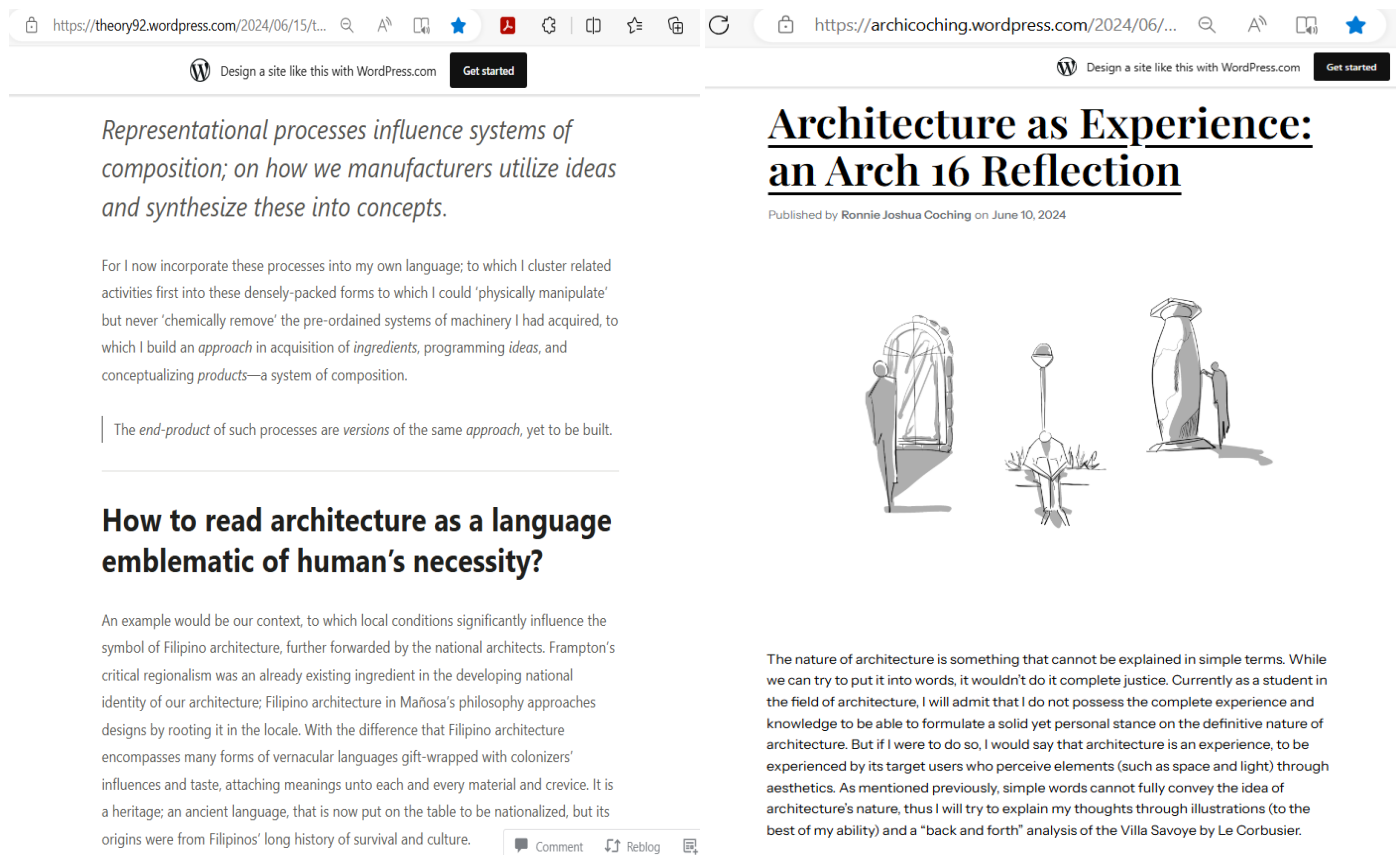 https://theory92.wordpress.com/2024/06/15/t...
Design a site like this with WordPress.com
Get started
Representational processes influence systems of
composition; on how we manufacturers utilize ideas
and synthesize these into concepts.
For I now incorporate these processes into my own language; to which I cluster related
activities first into these densely-packed forms to which I could ‘physically manipulate’
but never ‘chemically remove’ the pre-ordained systems of machinery I had acquired, to
which I build an approach in acquisition of ingredients, programming ideas, and
conceptualizing products—a system of composition.
The end-product of such processes are versions of the same approach, yet to be built.
How to read architecture as a language
emblematic of human’s necessity?
An example would be our context, to which local conditions significantly influence the
symbol of Filipino architecture, further forwarded by the national architects. Frampton’s
critical regionalism was an already existing ingredient in the developing national
identity of our architecture; Filipino architecture in Mañosa’s philosophy approaches
designs by rooting it in the locale. With the difference that Filipino architecture
encompasses many forms of vernacular languages gift-wrapped with colonizers’
influences and taste, attaching meanings unto each and every material and crevice. It is
a heritage; an ancient language, that is now put on the table to be nationalized, but its
origins were from Filipinos’ long history of survival and culture.
Comment
Reblog
https://archicoching.wordpress.com/2024/06/...
Design a site like this with WordPress.com
Get started
Architecture as Experience:
an Arch 16 Reflection
Published by Ronnie Joshua Coching on June 10, 2024
The nature of architecture is something that cannot be explained in simple terms. While
we can try to put it into words, it wouldn’t do it complete justice. Currently as a student in
the field of architecture, I will admit that I do not possess the complete experience and
knowledge to be able to formulate a solid yet personal stance on the definitive nature of
architecture. But if I were to do so, I would say that architecture is an experience, to be
experienced by its target users who perceive elements (such as space and light) through
aesthetics. As mentioned previously, simple words cannot fully convey the idea of
architecture’s nature, thus I will try to explain my thoughts through illustrations (to the
best of my ability) and a “back and forth” analysis of the Villa Savoye by Le Corbusier.